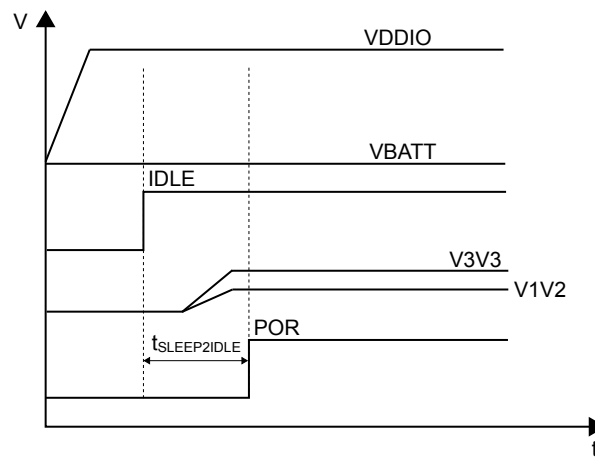 V
VDDIO
VBATT
IDLE
V3V3
V1V2
POR
tSLEEP2IDLE
t